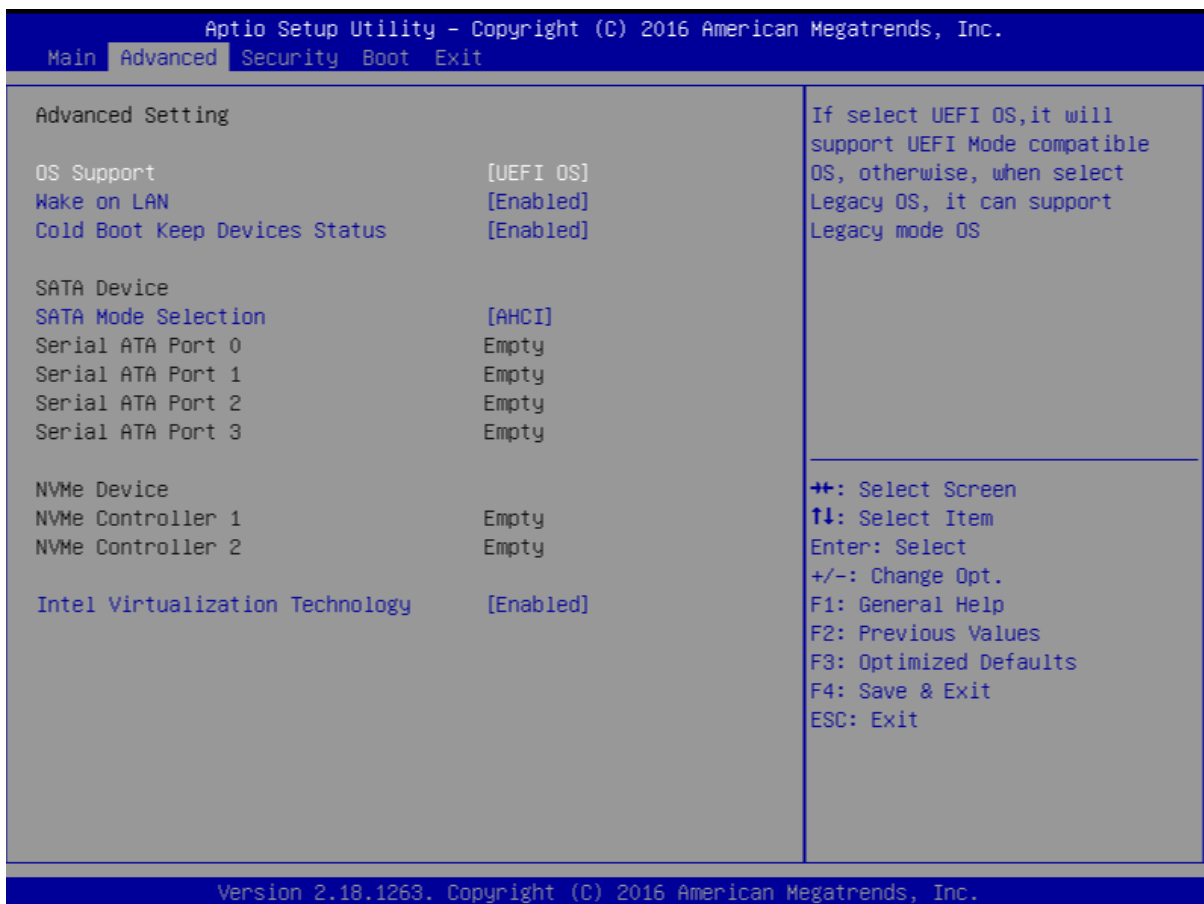 Aptio Setup Utility – Copyright (C) 2016 American Megatrends, Inc.
Main Advanced Security Boot Exit
Advanced Setting
OS Support [UEFI OS]
Wake on LAN [Enabled]
Cold Boot Keep Devices Status [Enabled]
SATA Device
SATA Mode Selection [AHCI]
Serial ATA Port 0 Empty
Serial ATA Port 1 Empty
Serial ATA Port 2 Empty
Serial ATA Port 3 Empty
NVMe Device
NVMe Controller 1 Empty
NVMe Controller 2 Empty
Intel Virtualization Technology [Enabled]
If select UEFI OS,it will
support UEFI Mode compatible
OS, otherwise, when select
Legacy OS, it can support
Legacy mode OS
→←: Select Screen
↑↓: Select Item
Enter: Select
+/-: Change Opt.
F1: General Help
F2: Previous Values
F3: Optimized Defaults
F4: Save & Exit
ESC: Exit
Version 2.18.1263. Copyright (C) 2016 American Megatrends, Inc.